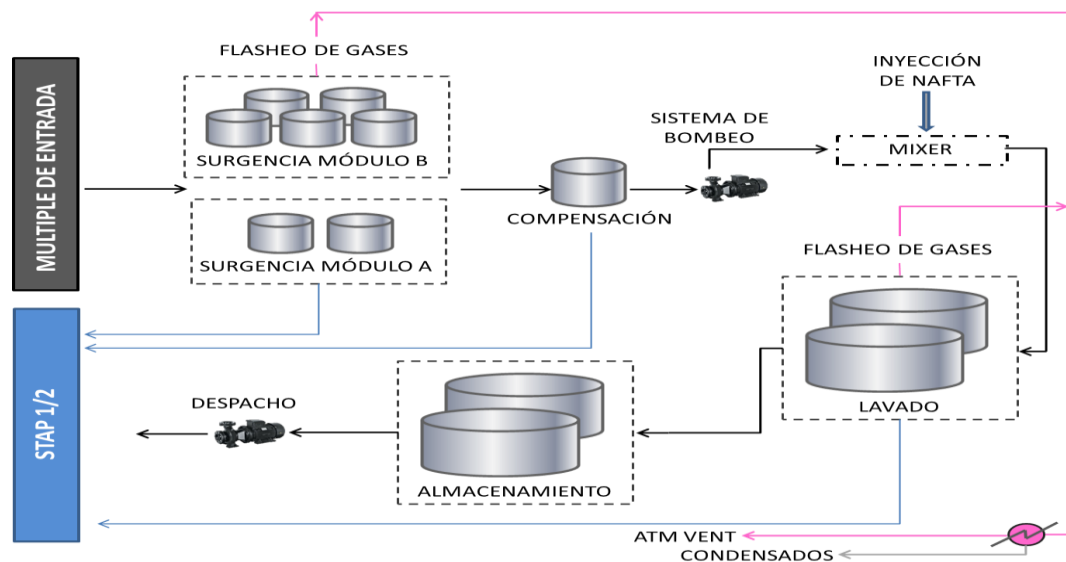 FLASHEO DE GASES
MULTIPLE DE ENTRADA
SURGENCIA MÓDULO B
SURGENCIA MÓDULO A
COMPENSACIÓN
SISTEMA DE
BOMBEO
INYECCIÓN
DE NAFTA
MIXER
FLASHEO DE GASES
LAVADO
STAP 1/2
DESPACHO
ALMACENAMIENTO
ATM VENT
CONDENSADOS